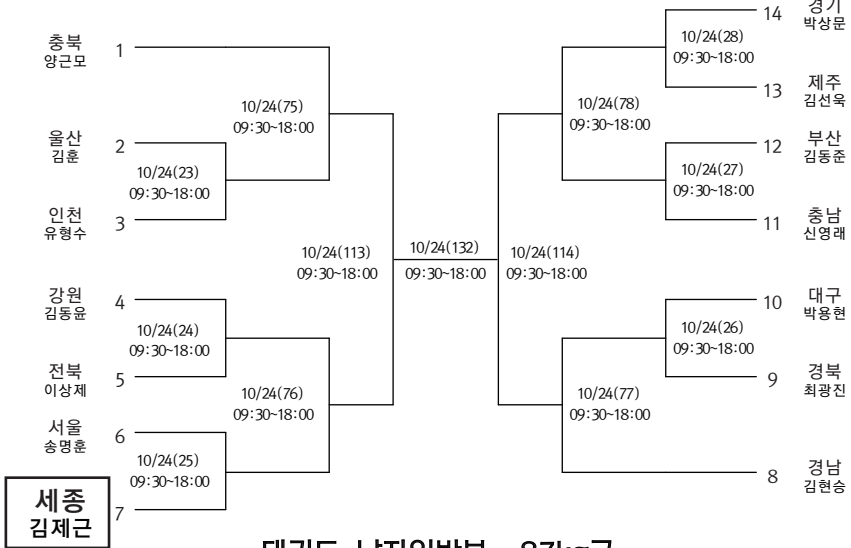 충북
양근모
1
10/24(75)
09:30~18:00
울산
김훈
2
10/24(23)
09:30~18:00
인천
유형수
3
10/24(113)
09:30~18:00
강원
김동윤
4
10/24(24)
09:30~18:00
전북
이상제
5
10/24(76)
09:30~18:00
서울
송명훈
6
10/24(25)
09:30~18:00
세종
김제근
7
10/24(132)
09:30~18:00
14
경기
박상문
10/24(28)
09:30~18:00
13
제주
김선욱
10/24(78)
09:30~18:00
12
부산
김동준
10/24(27)
09:30~18:00
11
충남
신영래
10/24(114)
09:30~18:00
10
대구
박용현
10/24(26)
09:30~18:00
9
경북
최광진
10/24(77)
09:30~18:00
8
경남
김현승